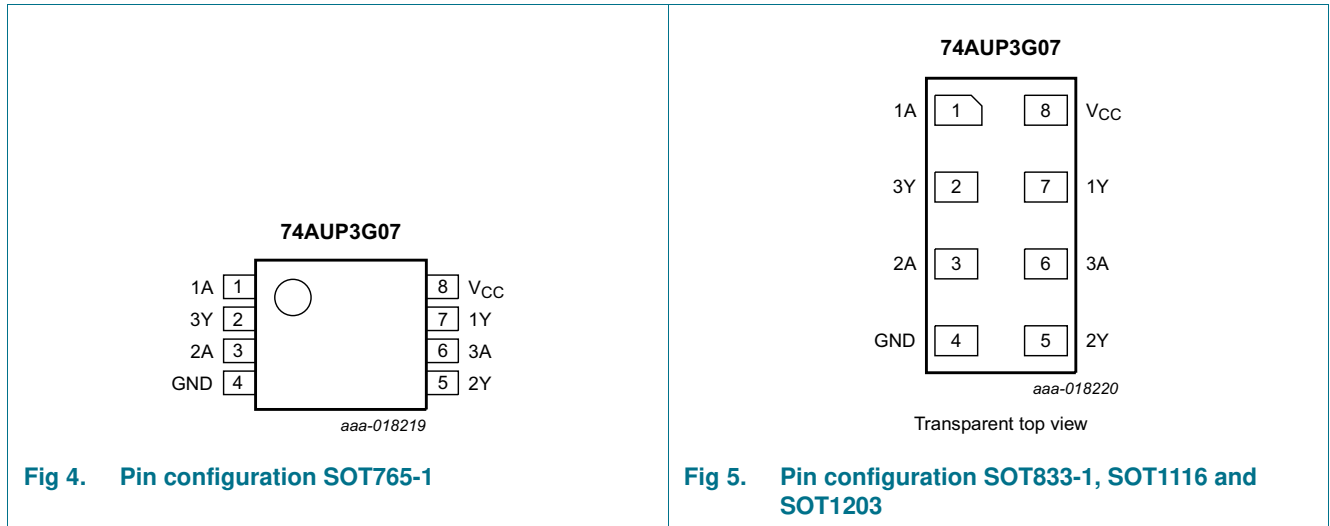 74AUP3G07
1A 1 8 VCC
3Y 2 7 1Y
2A 3 6 3A
GND 4 5 2Y
aaa-018219
Fig 4. Pin configuration SOT765-1
74AUP3G07
1A 1 8 VCC
3Y 2 7 1Y
2A 3 6 3A
GND 4 5 2Y
aaa-018220
Transparent top view
Fig 5. Pin configuration SOT833-1, SOT1116 and
SOT1203